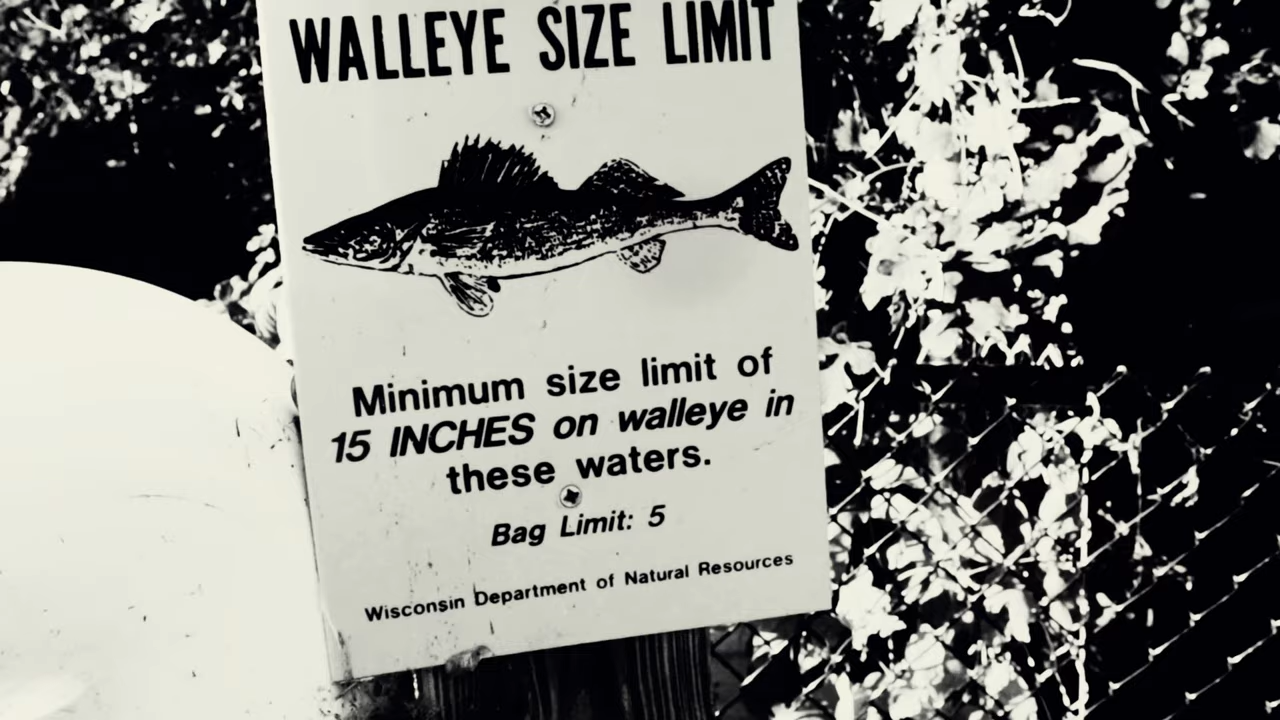 WALLEYE SIZE LIMIT
Minimum size limit of
15 INCHES on walleye in
these waters.
Bag Limit: 5
Wisconsin Department of Natural Resources